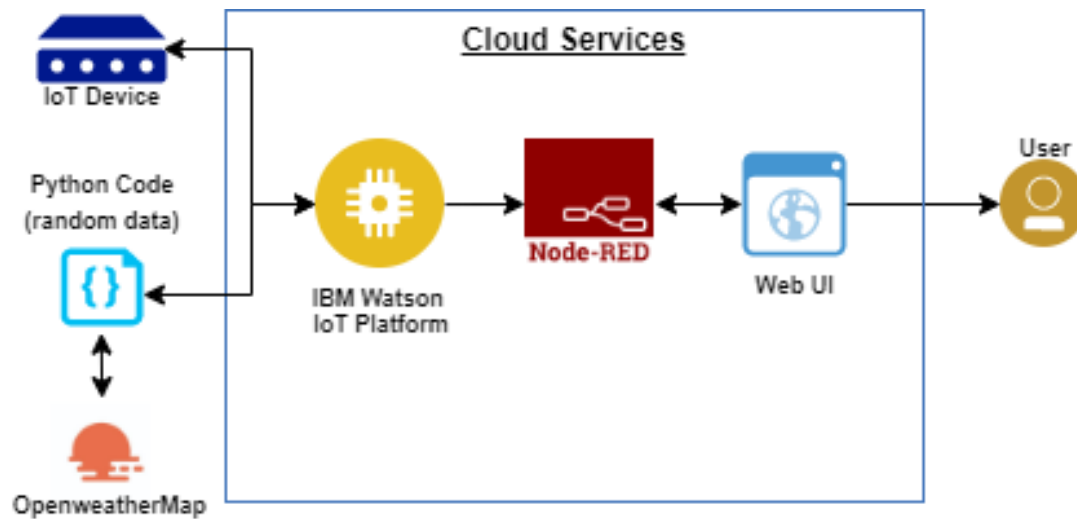 Cloud Services
IoT Device
Python Code
(random data)
{}
IBM Watson
IoT Platform
Node-RED
Web UI
User
OpenweatherMap